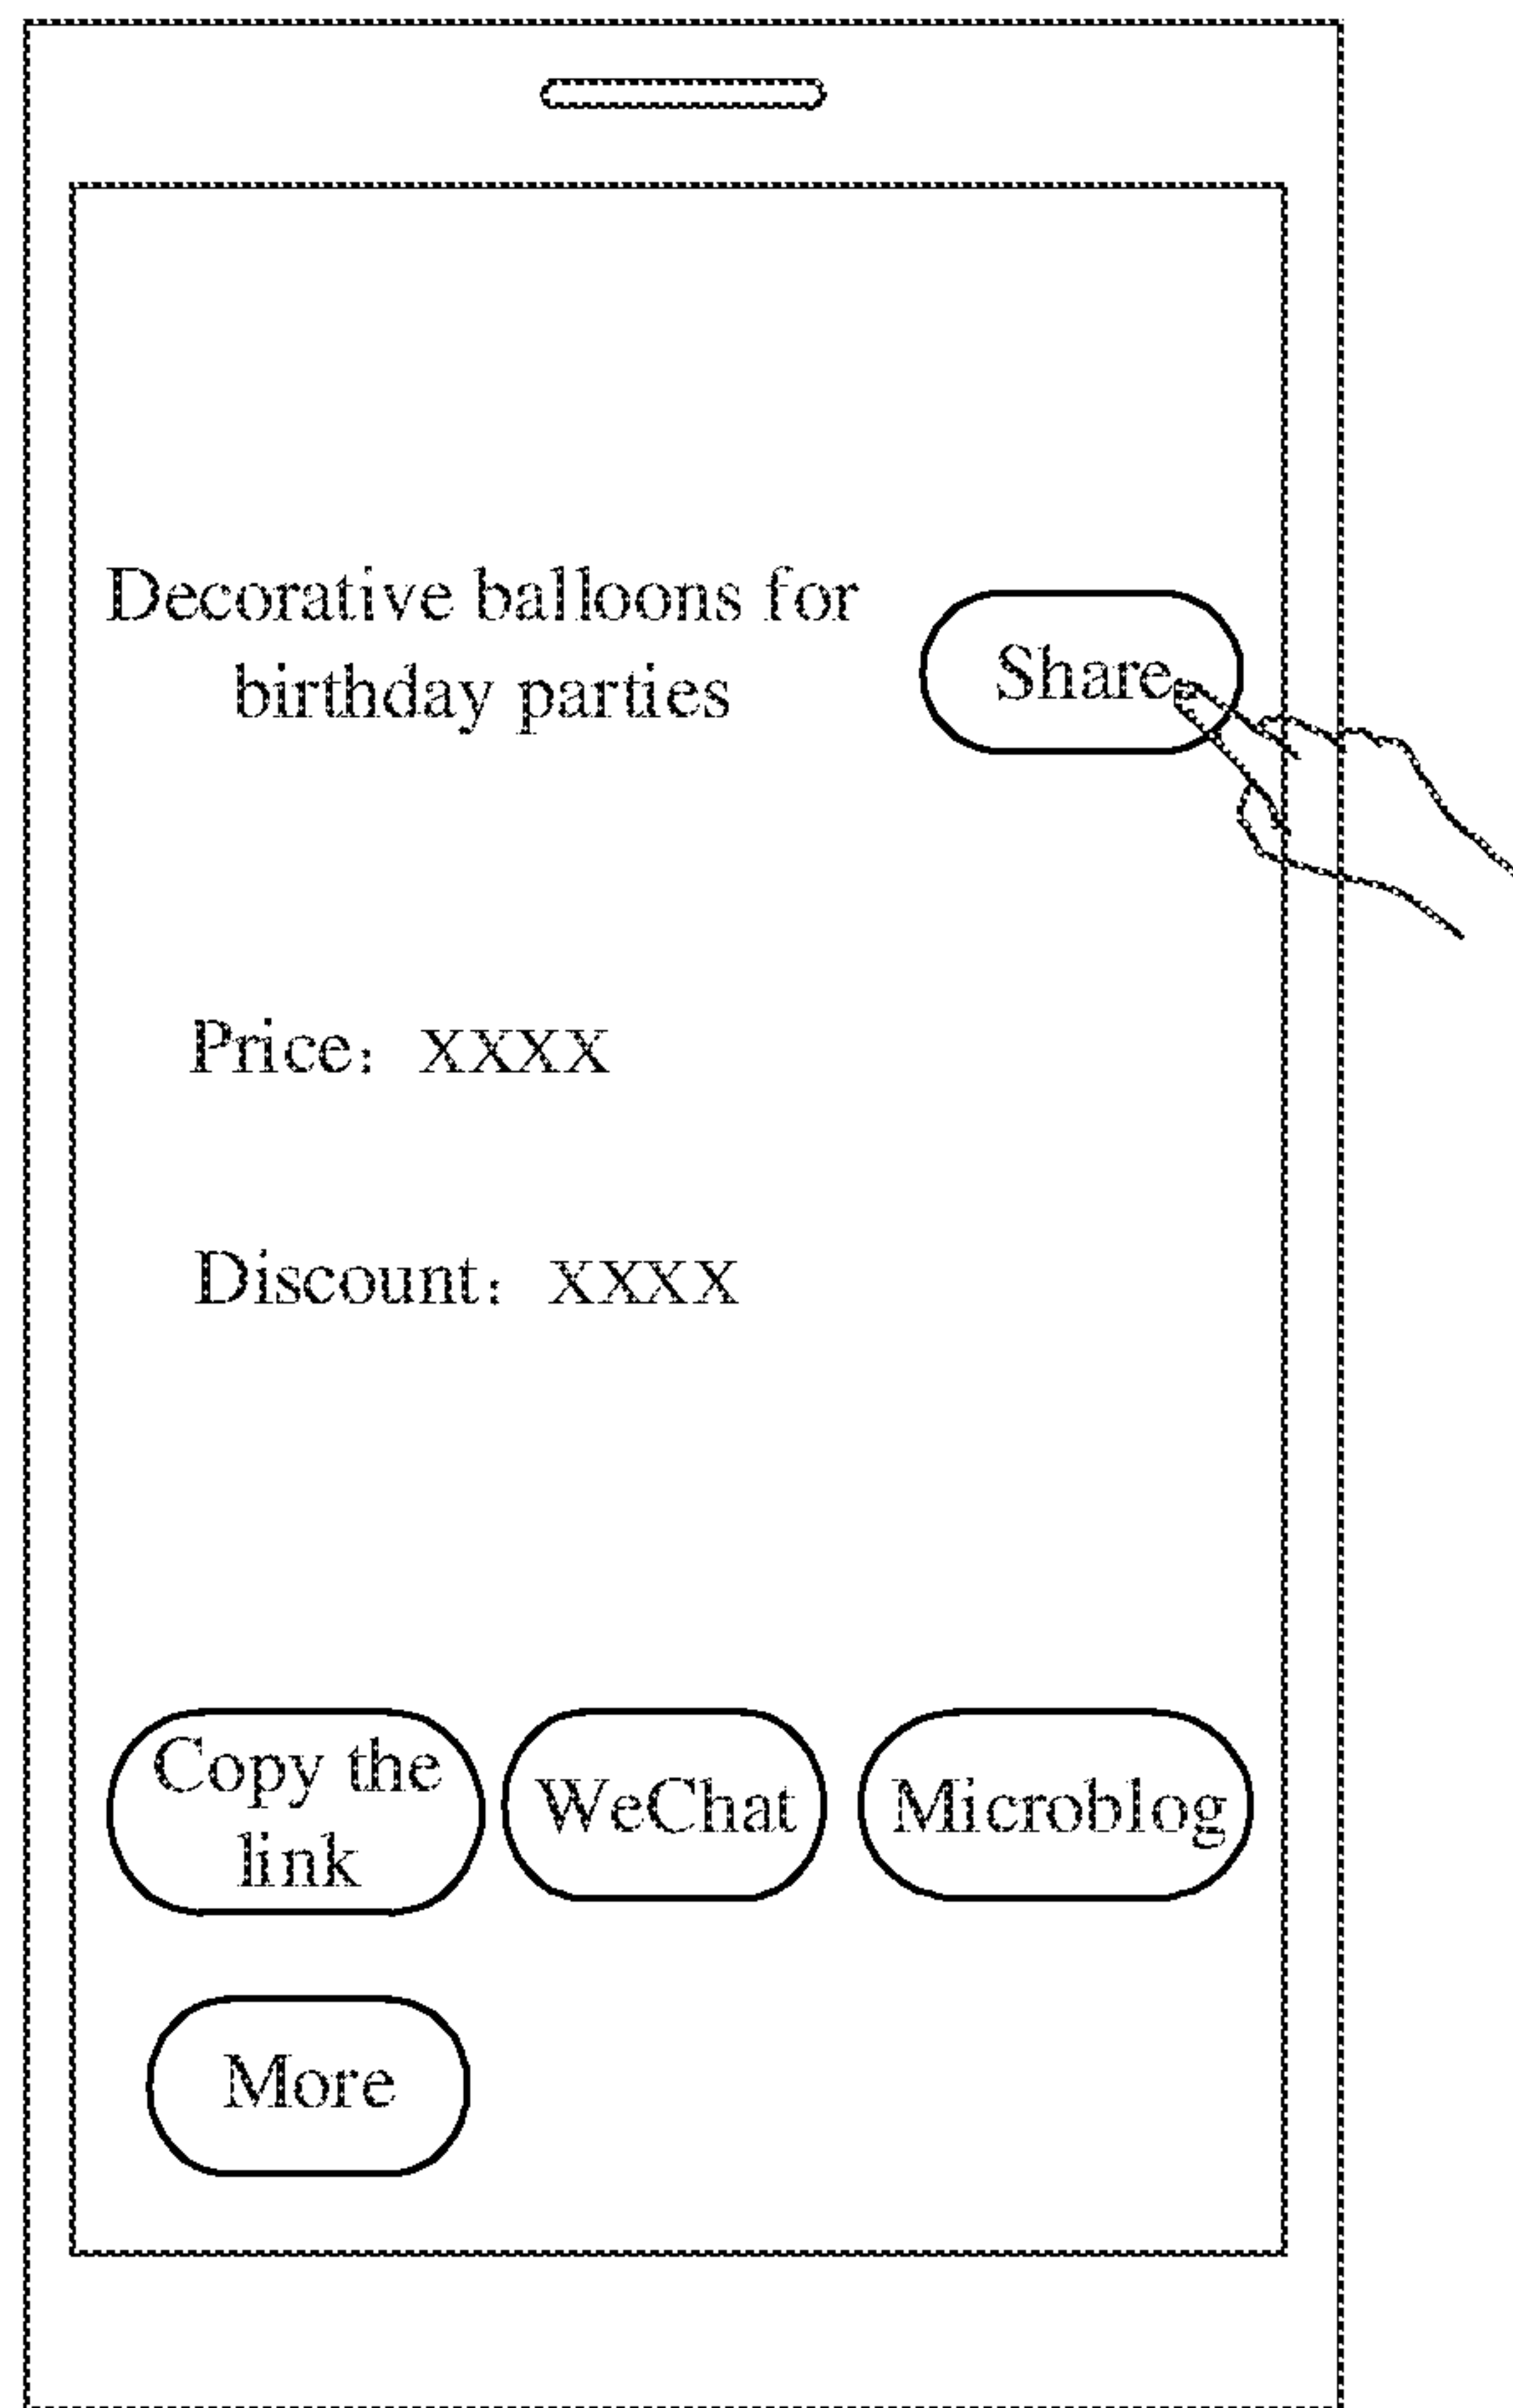 Decorative balloons for
birthday parties
Share
Price: XXXX
Discount: XXXX
Copy the
link
WeChat
Microblog
More